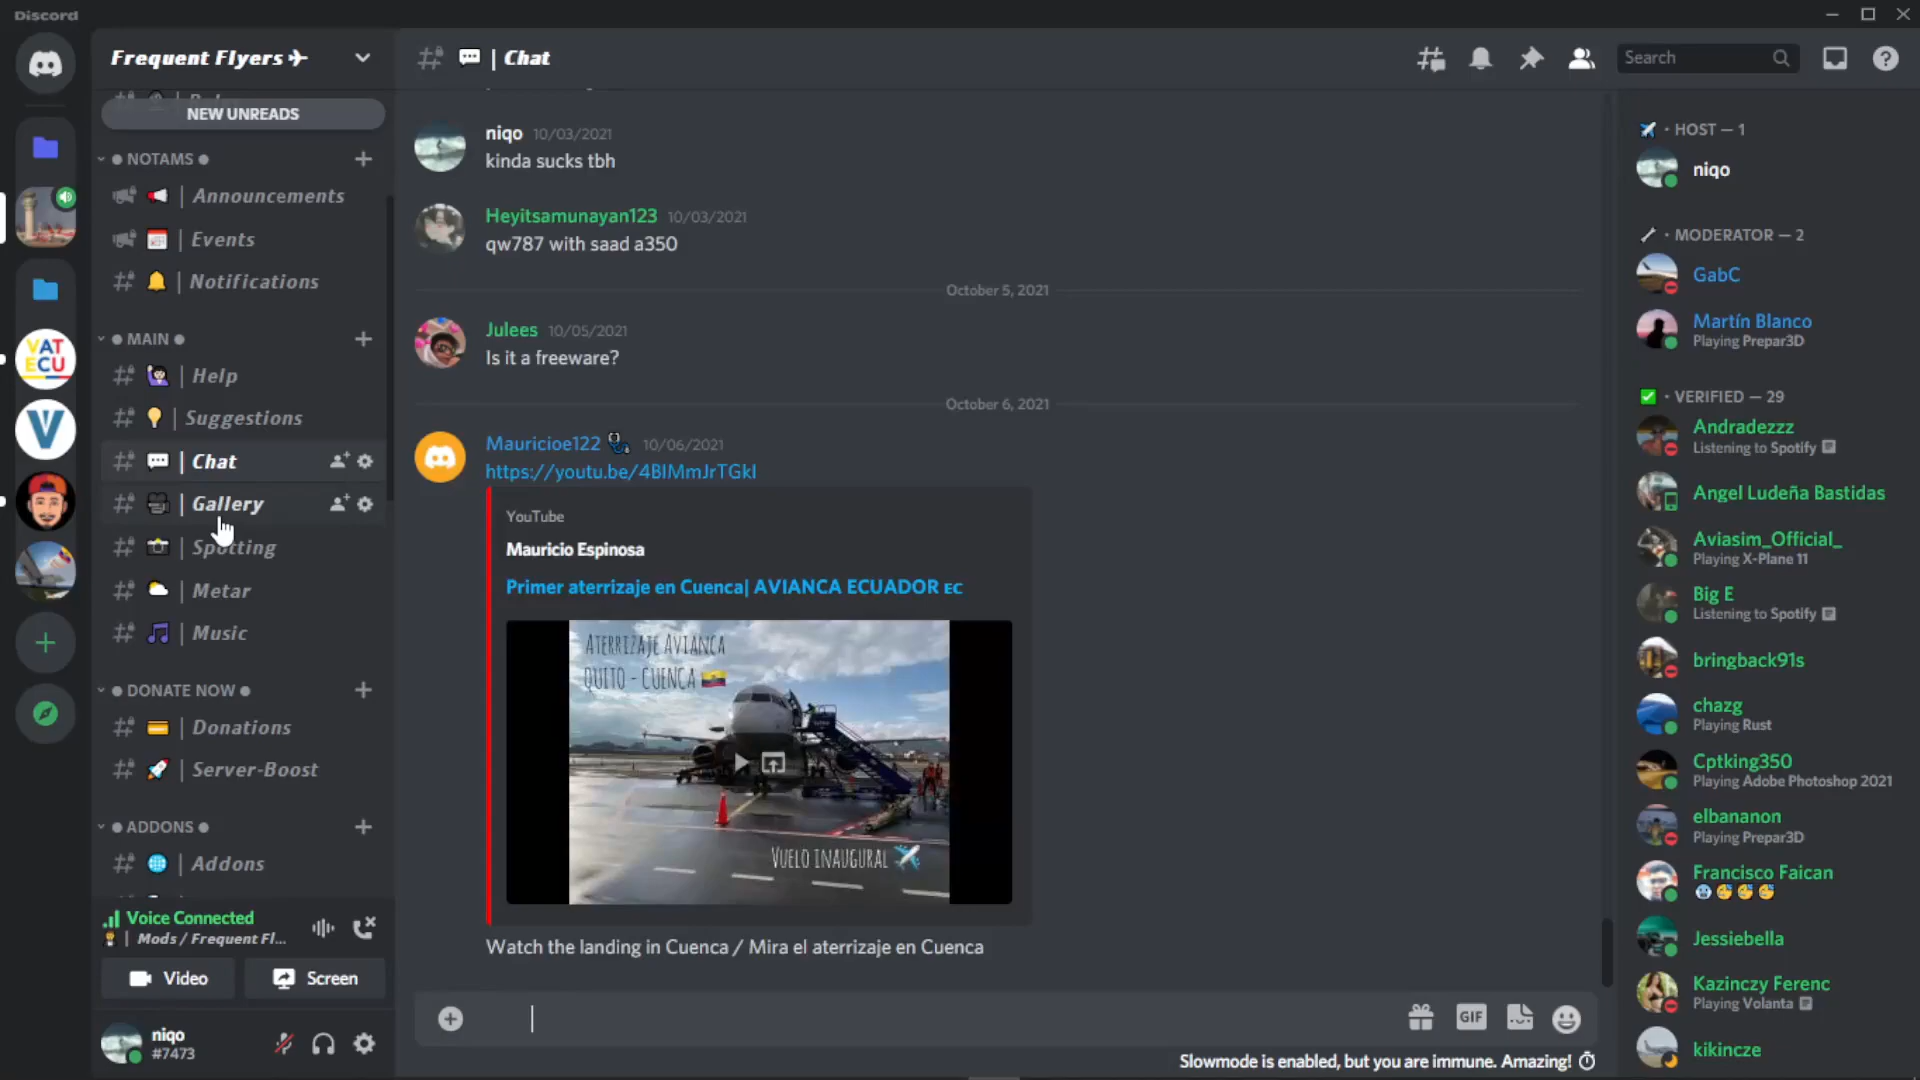 Discord
Frequent Flyers
NEW UNREADS
NOTAMS
Announcements
Events
Notifications
MAIN
Help
Suggestions
Chat
Gallery
Spotting
Metar
Music
DONATE NOW
Donations
Server-Boost
ADDONS
Addons
Voice Connected
Mods / Frequent Fl...
Video
Screen
niqo
#7473
VAT
ECU
V
| Chat
Search
niqo 10/03/2021
kinda sucks tbh
Heyitsamunayan123 10/03/2021
qw787 with saad a350
October 5, 2021
Julees 10/05/2021
Is it a freeware?
October 6, 2021
Mauricioe122 10/06/2021
https://youtu.be/4BIMmJrTGkI
YouTube
Mauricio Espinosa
Primer aterrizaje en Cuenca| AVIANCA ECUADOR EC
ATERRIZAJE AVIANCA
QUITO - CUENCA
VUELO INAUGURAL
Watch the landing in Cuenca / Mira el aterrizaje en Cuenca
GIF
Slowmode is enabled, but you are immune. Amazing!
HOST — 1
niqo
MODERATOR — 2
GabC
Martín Blanco
Playing Prepar3D
VERIFIED — 29
Andradezzz
Listening to Spotify
Angel Ludeña Bastidas
Aviasim_Official_
Playing X-Plane 11
Big E
Listening to Spotify
bringback91s
chazg
Playing Rust
Cptking350
Playing Adobe Photoshop 2021
elbananon
Playing Prepar3D
Francisco Faican
Jessiebella
Kazinczy Ferenc
Playing Volanta
kikincze